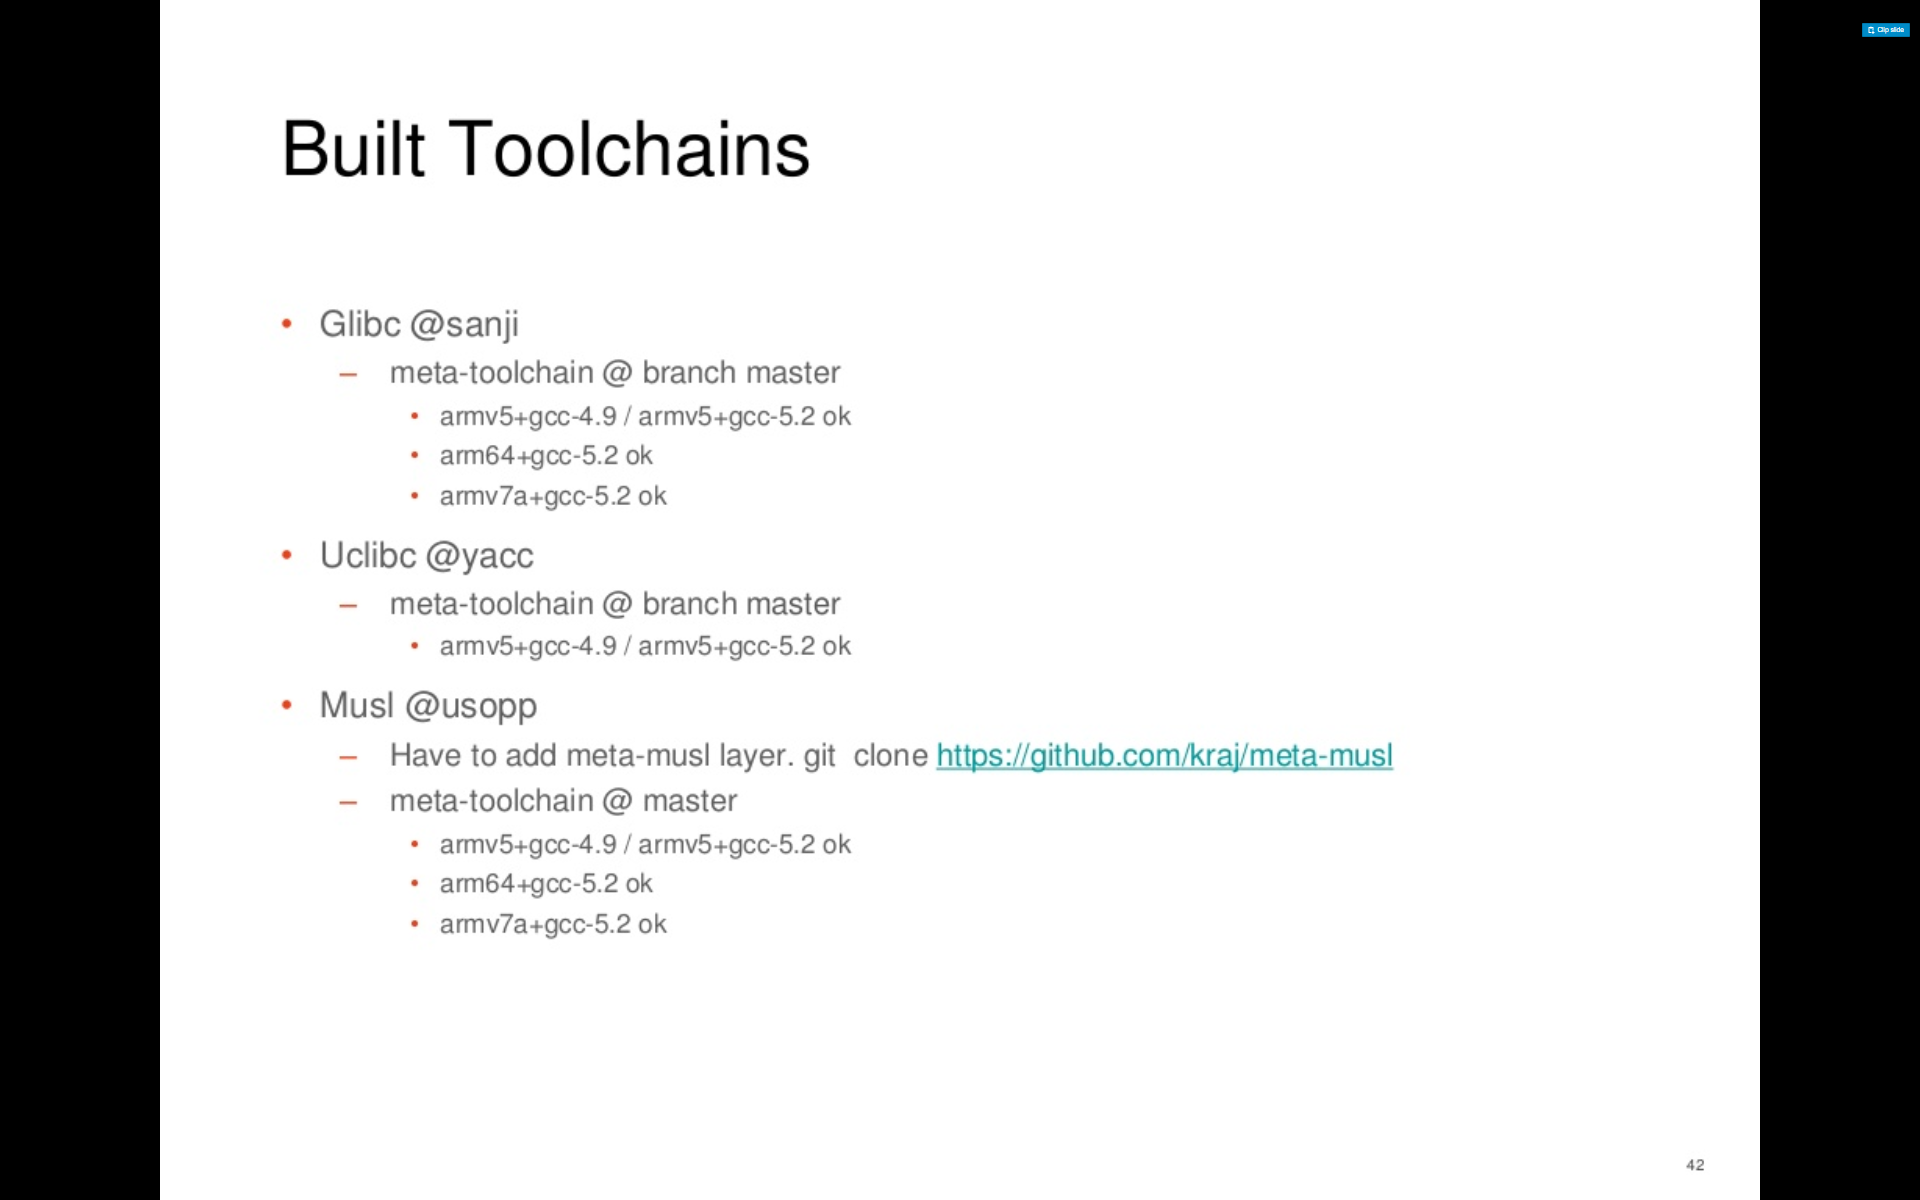 Clip slide
Built Toolchains
• Glibc @sanji
– meta-toolchain @ branch master
• armv5+gcc-4.9 / armv5+gcc-5.2 ok
• arm64+gcc-5.2 ok
• armv7a+gcc-5.2 ok
• Uclibc @yacc
– meta-toolchain @ branch master
• armv5+gcc-4.9 / armv5+gcc-5.2 ok
• Musl @usopp
– Have to add meta-musl layer. git  clone https://github.com/kraj/meta-musl
– meta-toolchain @ master
• armv5+gcc-4.9 / armv5+gcc-5.2 ok
• arm64+gcc-5.2 ok
• armv7a+gcc-5.2 ok
42